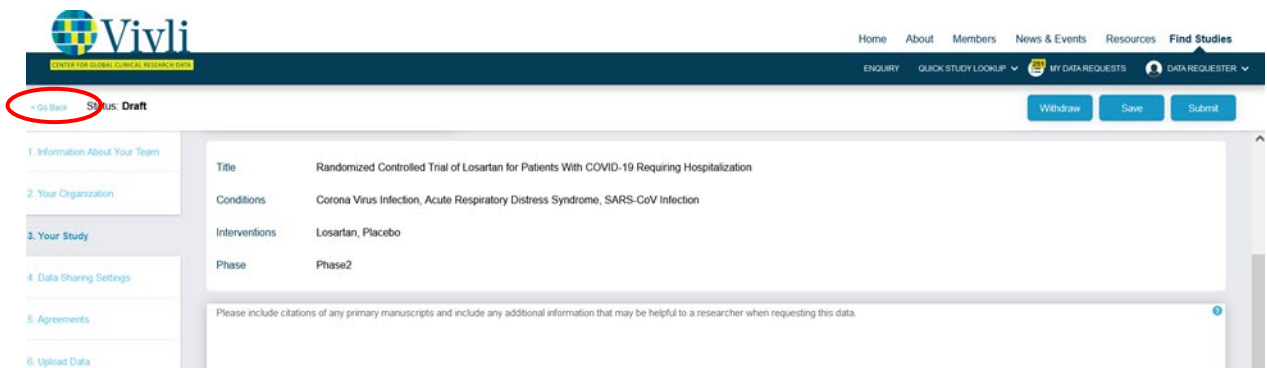 Vivli
CENTER FOR GLOBAL CLINICAL RESEARCH DATA
Home About Members News & Events Resources Find Studies
ENQUIRY QUICK STUDY LOOKUP 251 MY DATA REQUESTS DATA REQUESTER
< Go Back Status: Draft
Withdraw Save Submit
1. Information About Your Team
2. Your Organization
3. Your Study
4. Data Sharing Settings
5. Agreements
6. Upload Data
Title Randomized Controlled Trial of Losartan for Patients With COVID-19 Requiring Hospitalization
Conditions Corona Virus Infection, Acute Respiratory Distress Syndrome, SARS-CoV Infection
Interventions Losartan, Placebo
Phase Phase2
Please include citations of any primary manuscripts and include any additional information that may be helpful to a researcher when requesting this data.
?